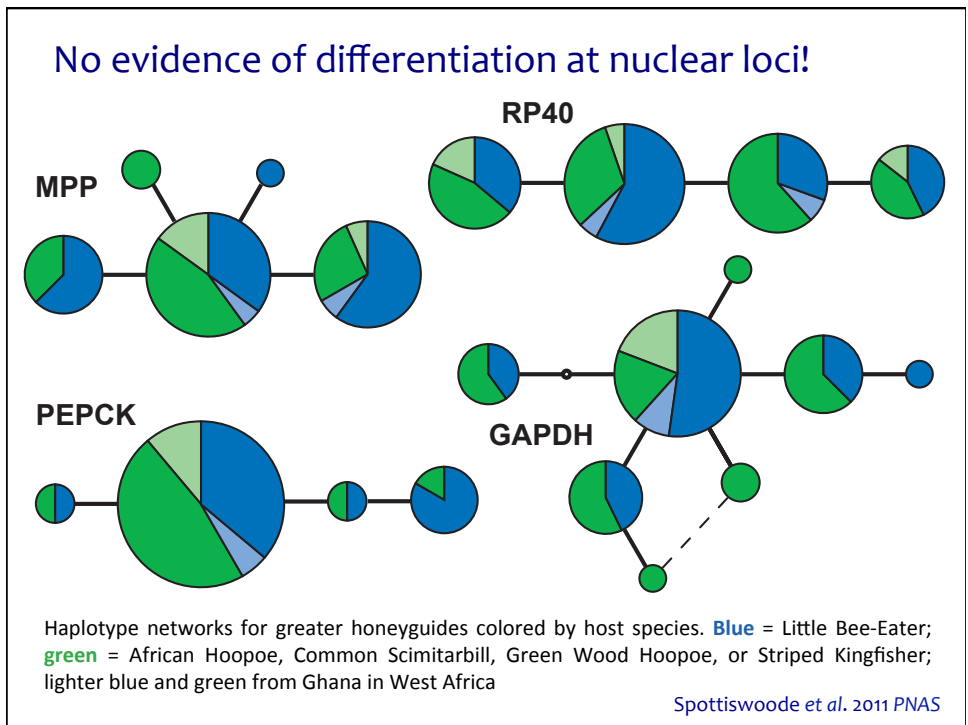 No evidence of differentiation at nuclear loci!
RP40
MPP
PEPCK
GAPDH
Haplotype networks for greater honeyguides colored by host species. Blue = Little Bee-Eater;
green = African Hoopoe, Common Scimitarbill, Green Wood Hoopoe, or Striped Kingfisher;
lighter blue and green from Ghana in West Africa
Spottiswoode et al. 2011 PNAS